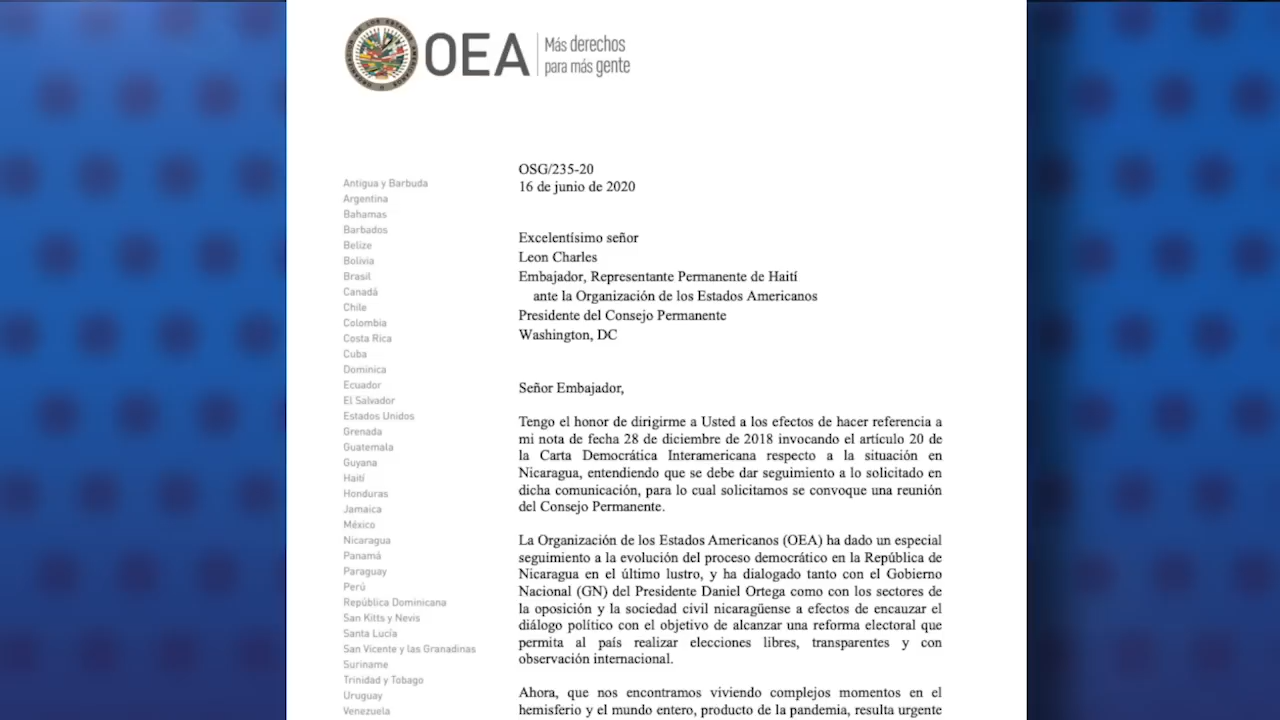 OEA
Más derechos
para más gente
OSG/235-20
16 de junio de 2020
Antigua y Barbuda
Argentina
Bahamas
Barbados
Belize
Bolivia
Brasil
Canadá
Chile
Colombia
Costa Rica
Cuba
Dominica
Ecuador
El Salvador
Estados Unidos
Grenada
Guatemala
Guyana
Haití
Honduras
Jamaica
México
Nicaragua
Panamá
Paraguay
Perú
República Dominicana
San Kitts y Nevis
Santa Lucía
San Vicente y las Granadinas
Suriname
Trinidad y Tobago
Uruguay
Venezuela
Excelentísimo señor
Leon Charles
Embajador, Representante Permanente de Haití
ante la Organización de los Estados Americanos
Presidente del Consejo Permanente
Washington, DC
Señor Embajador,
Tengo el honor de dirigirme a Usted a los efectos de hacer referencia a
mi nota de fecha 28 de diciembre de 2018 invocando el artículo 20 de
la Carta Democrática Interamericana respecto a la situación en
Nicaragua, entendiendo que se debe dar seguimiento a lo solicitado en
dicha comunicación, para lo cual solicitamos se convoque una reunión
del Consejo Permanente.
La Organización de los Estados Americanos (OEA) ha dado un especial
seguimiento a la evolución del proceso democrático en la República de
Nicaragua en el último lustro, y ha dialogado tanto con el Gobierno
Nacional (GN) del Presidente Daniel Ortega como con los sectores de
la oposición y la sociedad civil nicaragüense a efectos de encauzar el
diálogo político con el objetivo de alcanzar una reforma electoral que
permita al país realizar elecciones libres, transparentes y con
observación internacional.
Ahora, que nos encontramos viviendo complejos momentos en el
hemisferio y el mundo entero, producto de la pandemia, resulta urgente